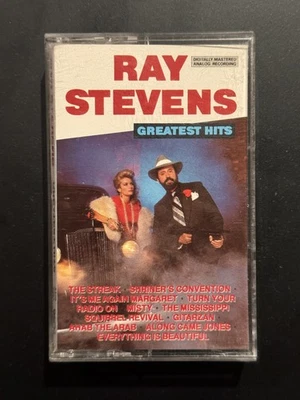 DIGITALLY MASTERED
ANALOG RECORDING
RAY
STEVENS
GREATEST HITS
THE STREAK · SHRINER'S CONVENTION ·
IT'S ME AGAIN MARGARET · TURN YOUR
RADIO ON · MISTY · THE MISSISSIPPI
SQUIRREL REVIVAL · GITARZAN
AHAB THE ARAB · ALONG CAME JONES
EVERYTHING IS BEAUTIFUL